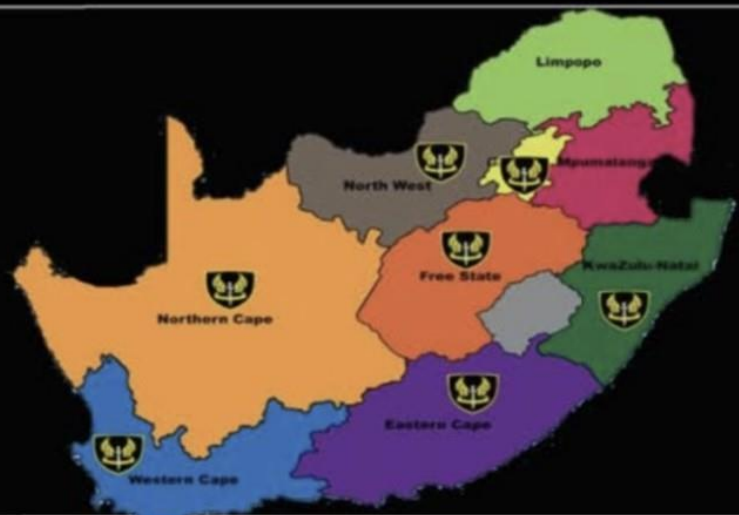 Limpopo
Mpumalanga
North West
KwaZulu-Natal
Free State
Northern Cape
Eastern Cape
Western Cape